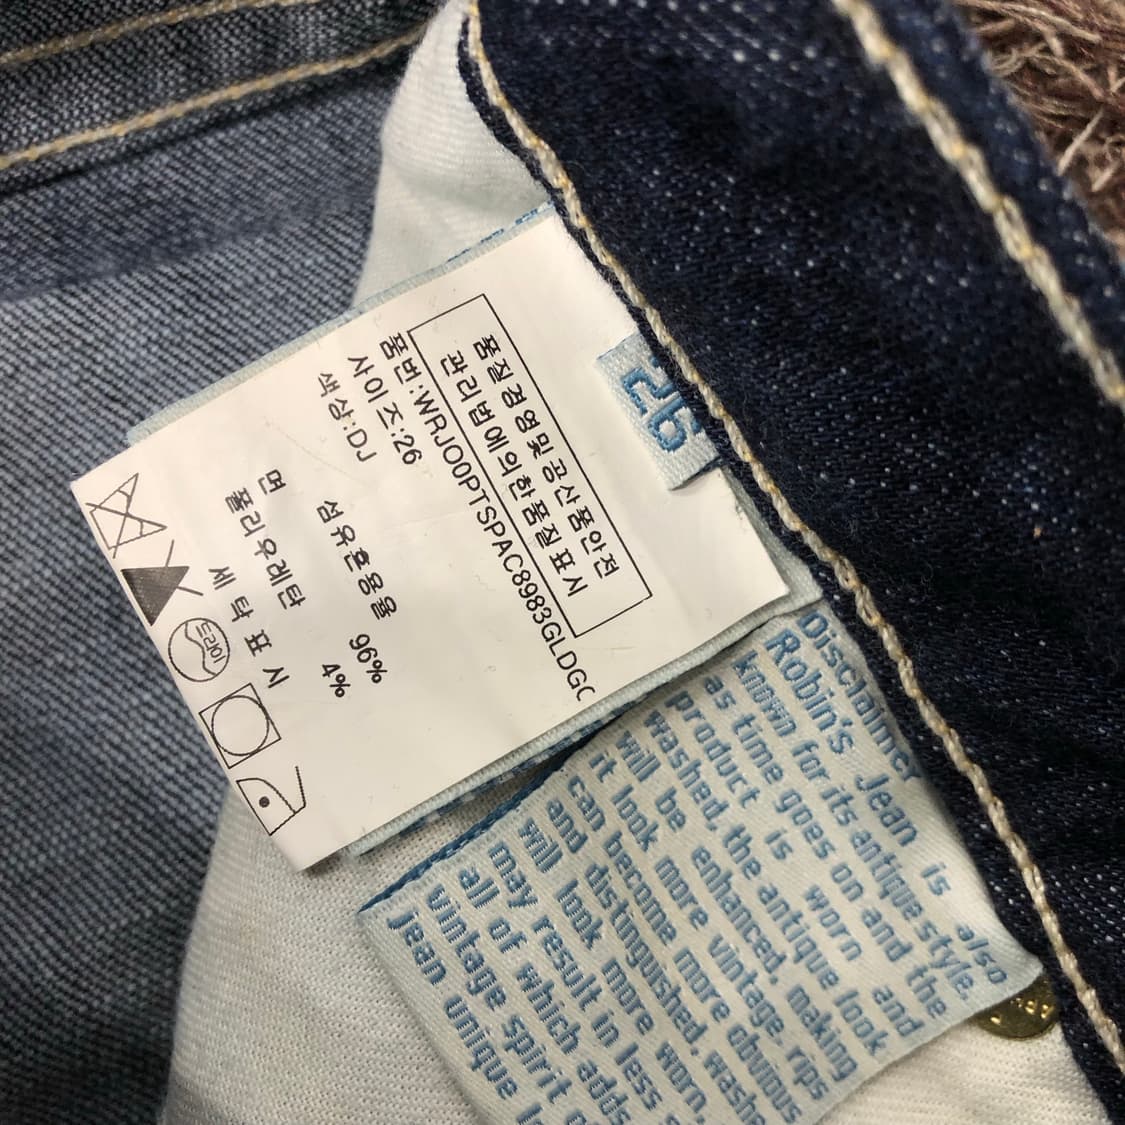 품질경영및공산품안전
관리법에의한품질표시
품번:WRJO0PTSPAC8983GLDGC
사이즈:26
색상:DJ
섬유혼용율
면 96%
폴리우레탄 4%
세탁표시
드라이
26
Disclaimer
Robin's Jean is also
known for its antique style.
as time goes on and the
product is worn and
washed, the antique look
will be enhanced, making
it look more vintage, rips
can become more obvious
and distinguished, washes
will look more worn,
may result in less
all of which adds
vintage spirit
jean unique